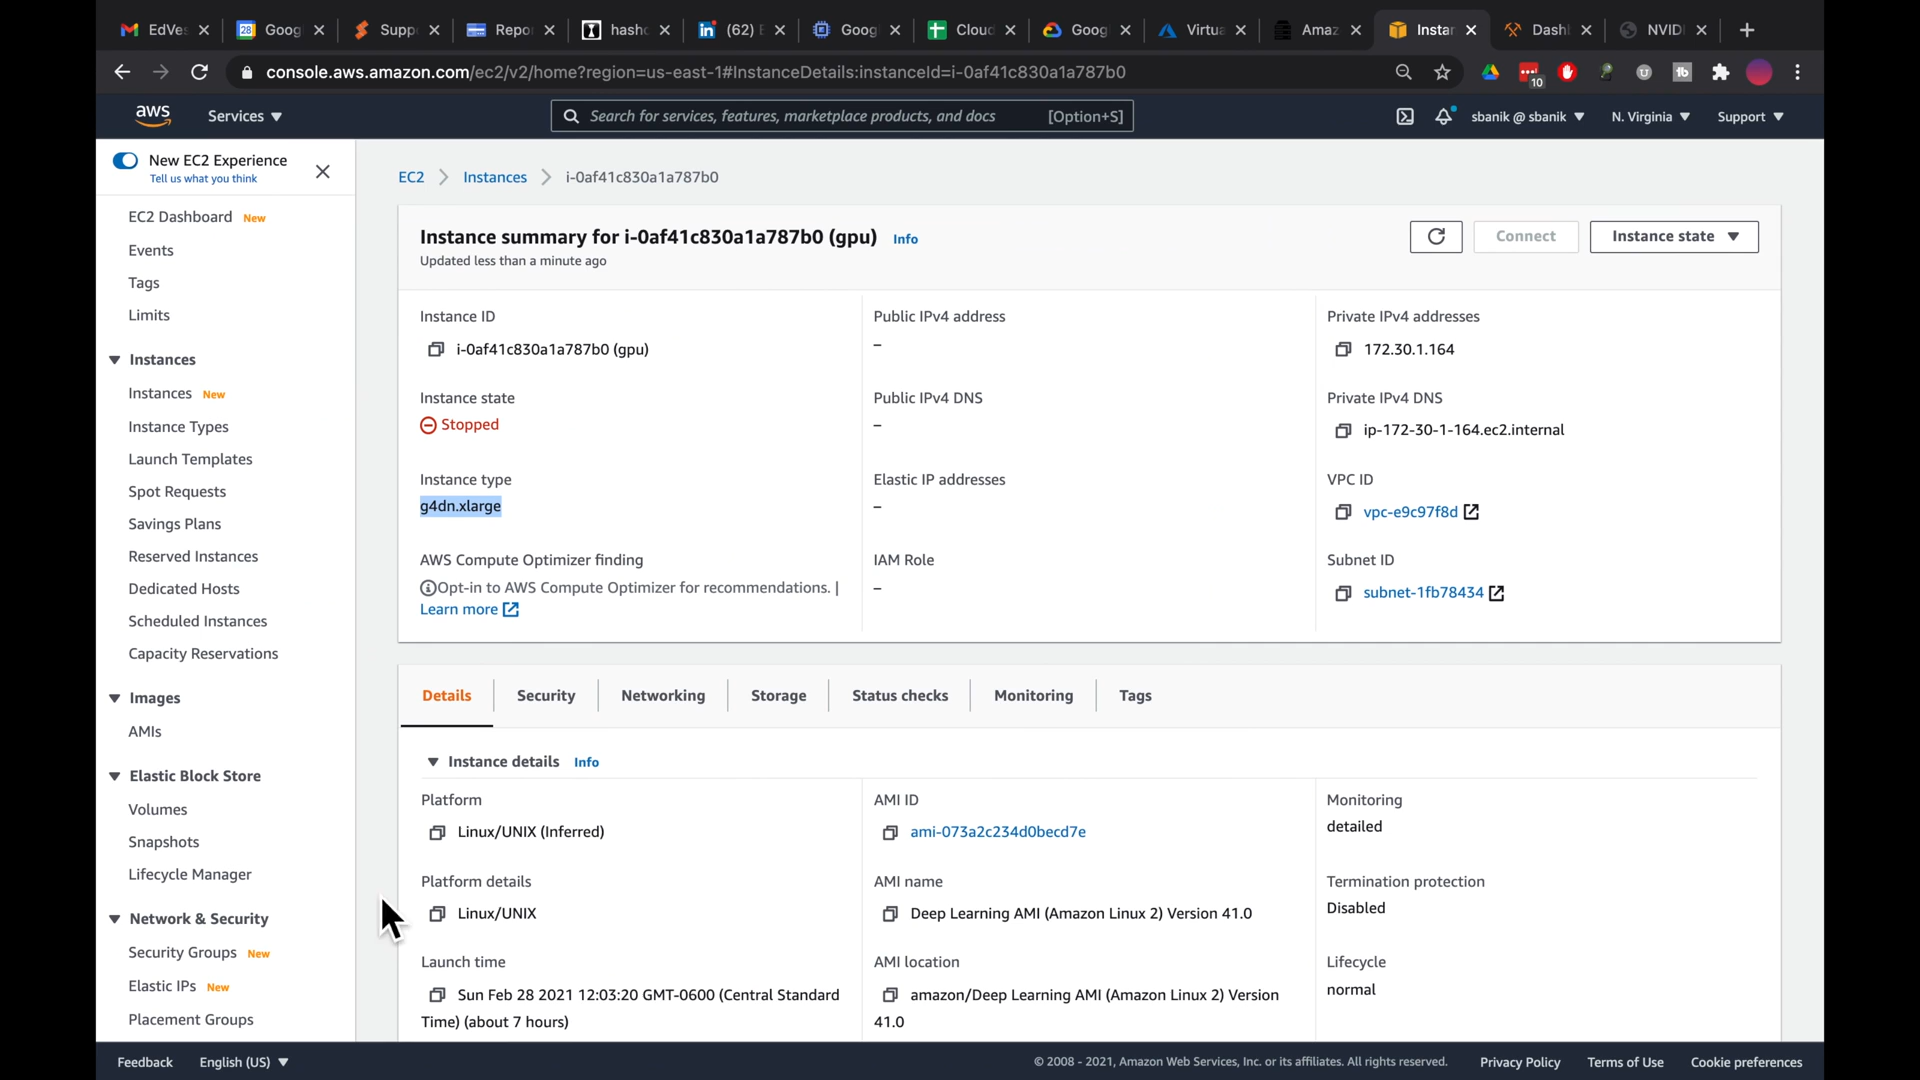 EdVes
28 Goog
Supp
Repo
hashc
(62) E
Goog
Cloud
Goog
Virtua
Amaz
Instan
Dashl
NVIDI
console.aws.amazon.com/ec2/v2/home?region=us-east-1#InstanceDetails:instanceId=i-0af41c830a1a787b0
10
aws
Services
Search for services, features, marketplace products, and docs [Option+S]
sbanik @ sbanik
N. Virginia
Support
New EC2 Experience
Tell us what you think
EC2 Dashboard New
Events
Tags
Limits
Instances
Instances New
Instance Types
Launch Templates
Spot Requests
Savings Plans
Reserved Instances
Dedicated Hosts
Scheduled Instances
Capacity Reservations
Images
AMIs
Elastic Block Store
Volumes
Snapshots
Lifecycle Manager
Network & Security
Security Groups New
Elastic IPs New
Placement Groups
EC2 > Instances > i-0af41c830a1a787b0
Instance summary for i-0af41c830a1a787b0 (gpu) Info
Updated less than a minute ago
Connect
Instance state
Instance ID
i-0af41c830a1a787b0 (gpu)
Public IPv4 address
–
Private IPv4 addresses
172.30.1.164
Instance state
Stopped
Public IPv4 DNS
–
Private IPv4 DNS
ip-172-30-1-164.ec2.internal
Instance type
g4dn.xlarge
Elastic IP addresses
–
VPC ID
vpc-e9c97f8d
AWS Compute Optimizer finding
Opt-in to AWS Compute Optimizer for recommendations. |
Learn more
IAM Role
–
Subnet ID
subnet-1fb78434
Details
Security
Networking
Storage
Status checks
Monitoring
Tags
Instance details Info
Platform
Linux/UNIX (Inferred)
AMI ID
ami-073a2c234d0becd7e
Monitoring
detailed
Platform details
Linux/UNIX
AMI name
Deep Learning AMI (Amazon Linux 2) Version 41.0
Termination protection
Disabled
Launch time
Sun Feb 28 2021 12:03:20 GMT-0600 (Central Standard
Time) (about 7 hours)
AMI location
amazon/Deep Learning AMI (Amazon Linux 2) Version
41.0
Lifecycle
normal
Feedback
English (US)
© 2008 - 2021, Amazon Web Services, Inc. or its affiliates. All rights reserved.
Privacy Policy
Terms of Use
Cookie preferences